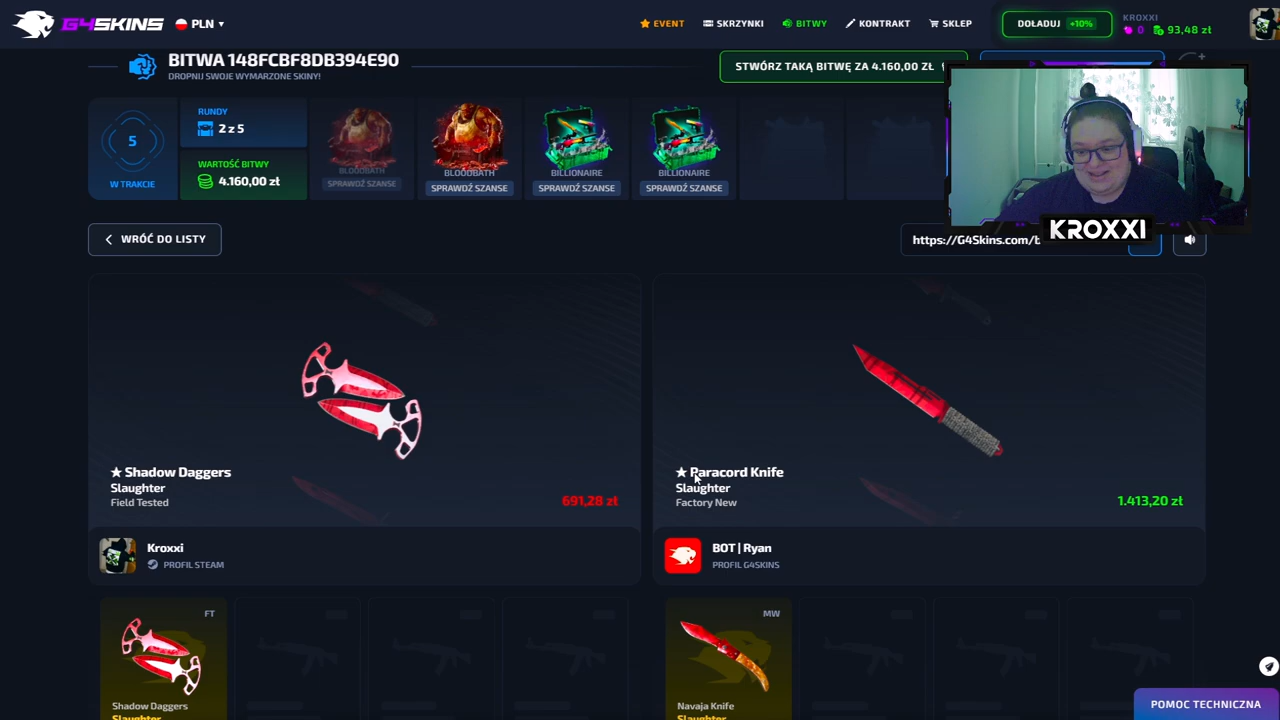 G4SKINS
PLN
EVENT
SKRZYNKI
BITWY
KONTRAKT
SKLEP
DOŁADUJ +10%
KROXXI
0 93,48 zł
BITWA 148FCBF8DB394E90
DROPNIJ SWOJE WYMARZONE SKINY!
STWÓRZ TAKĄ BITWĘ ZA 4.160,00 ZŁ
5
W TRAKCIE
RUNDY
2 z 5
WARTOŚĆ BITWY
4.160,00 zł
BLOODBATH
SPRAWDŹ SZANSE
BLOODBATH
SPRAWDŹ SZANSE
BILLIONAIRE
SPRAWDŹ SZANSE
BILLIONAIRE
SPRAWDŹ SZANSE
KROXXI
WRÓĆ DO LISTY
https://G4Skins.com/b
★ Shadow Daggers
Slaughter
Field Tested
691,28 zł
★ Paracord Knife
Slaughter
Factory New
1.413,20 zł
Kroxxi
PROFIL STEAM
BOT | Ryan
PROFIL G4SKINS
FT
Shadow Daggers
Slaughter
MW
Navaja Knife
Slaughter
POMOC TECHNICZNA